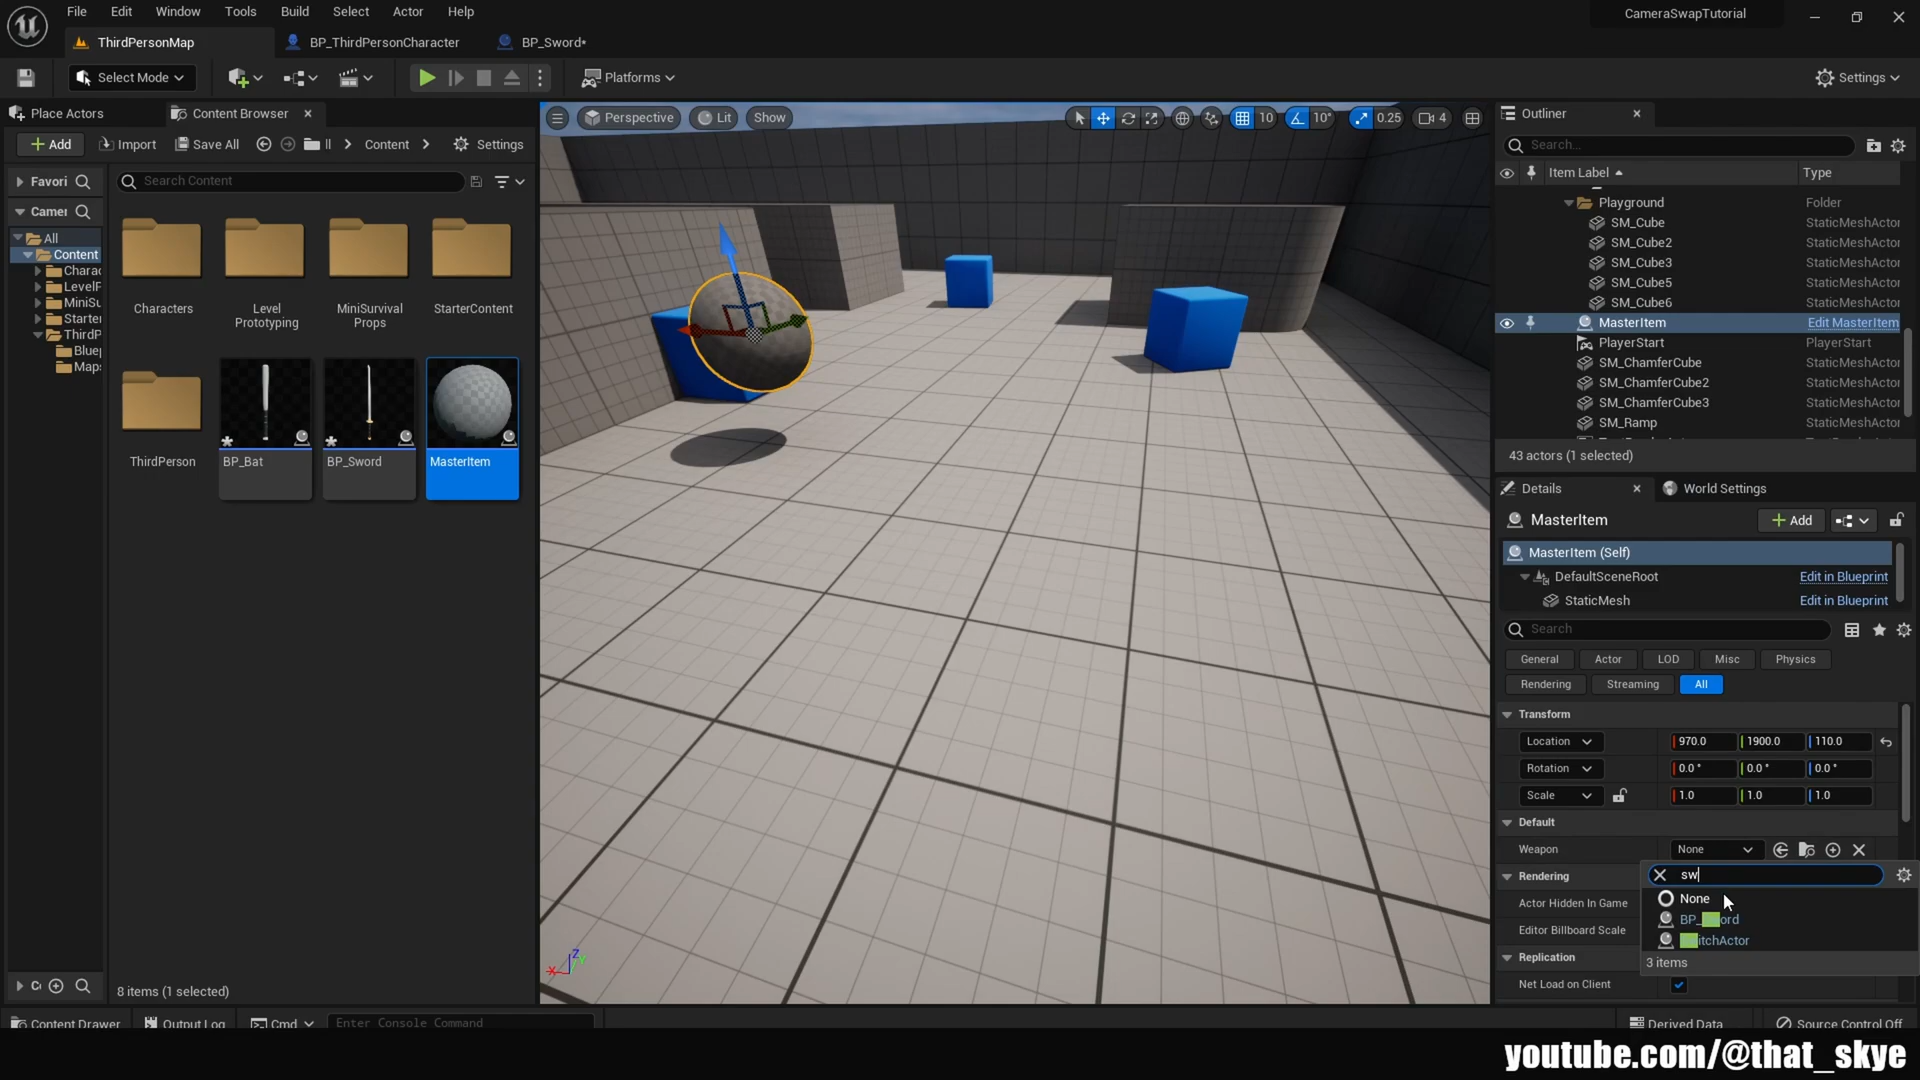 File Edit Window Tools Build Select Actor Help CameraSwapTutorial
ThirdPersonMap BP_ThirdPersonCharacter BP_Sword*
Select Mode Platforms Settings
Place Actors Content Browser
Add Import Save All ll Content Settings
Favori Search Content
Camer
All
Content
Charac
LevelP
MiniSu
Starter
ThirdP
Bluep
Maps
Characters Level Prototyping MiniSurvival Props StarterContent
ThirdPerson BP_Bat BP_Sword MasterItem
8 items (1 selected)
Perspective Lit Show 10 10° 0.25 4
Outliner
Search...
Item Label Type
Playground Folder
SM_Cube StaticMeshActor
SM_Cube2 StaticMeshActor
SM_Cube3 StaticMeshActor
SM_Cube5 StaticMeshActor
SM_Cube6 StaticMeshActor
MasterItem Edit MasterItem
PlayerStart PlayerStart
SM_ChamferCube StaticMeshActor
SM_ChamferCube2 StaticMeshActor
SM_ChamferCube3 StaticMeshActor
SM_Ramp StaticMeshActor
43 actors (1 selected)
Details World Settings
MasterItem Add
MasterItem (Self)
DefaultSceneRoot Edit in Blueprint
StaticMesh Edit in Blueprint
Search
General Actor LOD Misc Physics
Rendering Streaming All
Transform
Location 970.0 1900.0 110.0
Rotation 0.0° 0.0° 0.0°
Scale 1.0 1.0 1.0
Default
Weapon None
Rendering sw
Actor Hidden In Game None
Editor Billboard Scale BP_Sword
SwitchActor
Replication 3 items
Net Load on Client
X Z Y
Content Drawer Output Log Cmd Enter Console Command Derived Data Source Control Off
youtube.com/@that_skye